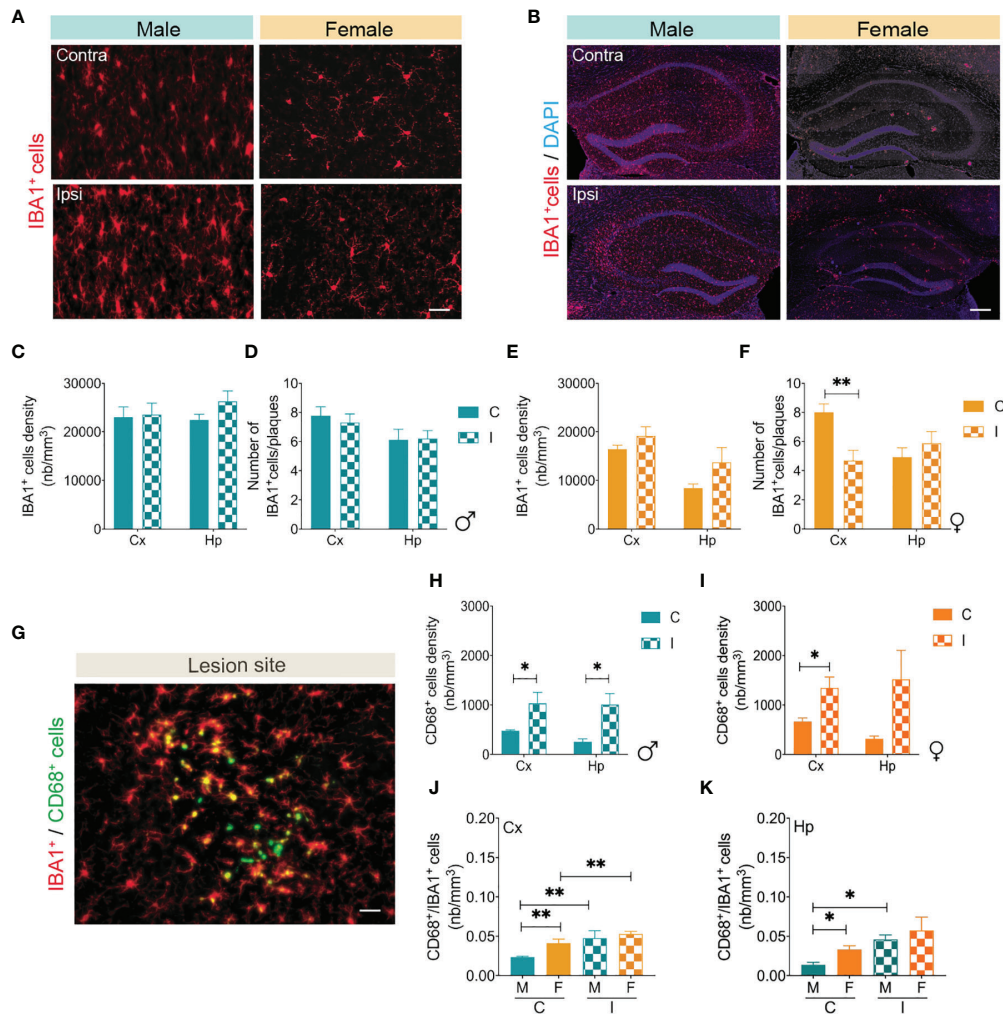 A
Male
Female
Contra
Ipsi
IBA1+ cells
B
Male
Female
Contra
Ipsi
IBA1+cells / DAPI
C
IBA1+ cells density
(nb/mm3)
30000
20000
10000
0
Cx
Hp
D
Number of
IBA1+cells/plaques
10
8
6
4
2
0
Cx
Hp
C
I
♂
E
IBA1+ cells density
(nb/mm3)
30000
20000
10000
0
Cx
Hp
F
Number of
IBA1+cells/plaques
10
8
6
4
2
0
**
Cx
Hp
C
I
♀
G
Lesion site
IBA1+ / CD68+ cells
H
CD68+ cells density
(nb/mm3)
3000
2000
1000
0
*
*
Cx
Hp
C
I
♂
I
CD68+ cells density
(nb/mm3)
3000
2000
1000
0
*
Cx
Hp
C
I
♀
J
Cx
CD68+/IBA1+ cells
(nb/mm3)
0.20
0.15
0.10
0.05
0.00
**
**
**
M F M F
C I
K
Hp
CD68+/IBA1+ cells
(nb/mm3)
0.20
0.15
0.10
0.05
0.00
*
*
M F M F
C I